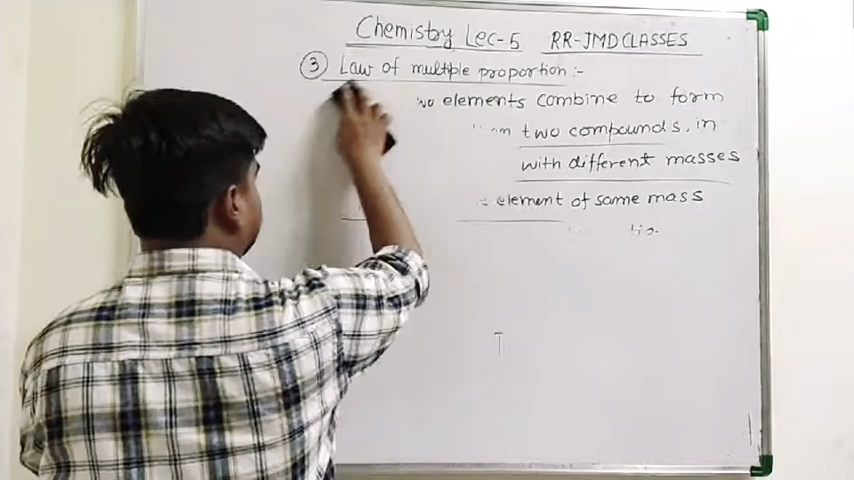 Chemistry Lec-5 RR-JMD CLASSES
③ Law of multiple proportion :-
elements combine to form
two compounds, in
with different masses
element of same mass